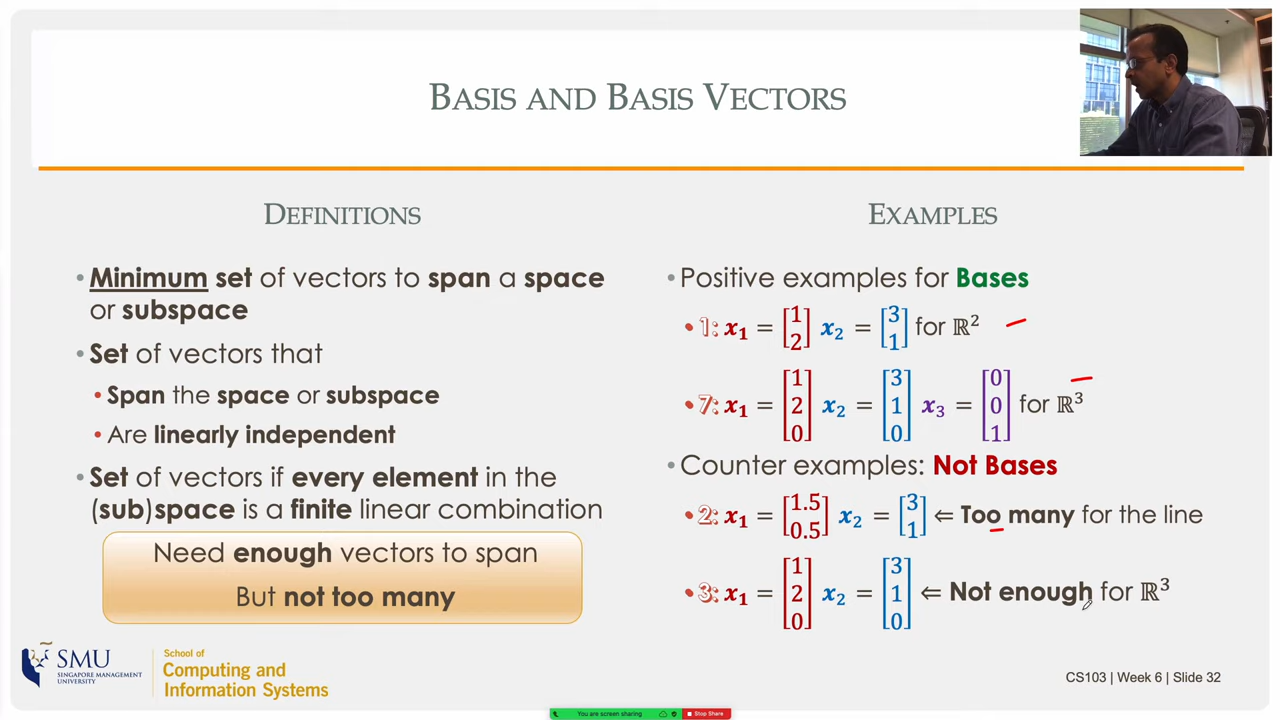 BASIS AND BASIS VECTORS
DEFINITIONS
• Minimum set of vectors to span a space
or subspace
• Set of vectors that
• Span the space or subspace
• Are linearly independent
• Set of vectors if every element in the
(sub)space is a finite linear combination
Need enough vectors to span
But not too many
EXAMPLES
• Positive examples for Bases
• 1: x₁ = [1 2] x₂ = [3 1] for ℝ²
• 7: x₁ = [1 2 0] x₂ = [3 1 0] x₃ = [0 0 1] for ℝ³
• Counter examples: Not Bases
• 2: x₁ = [1.5 0.5] x₂ = [3 1] ⇐ Too many for the line
• 3: x₁ = [1 2 0] x₂ = [3 1 0] ⇐ Not enough for ℝ³
SMU
SINGAPORE MANAGEMENT
UNIVERSITY
School of
Computing and
Information Systems
CS103 | Week 6 | Slide 32
You are screen sharing
Stop Share